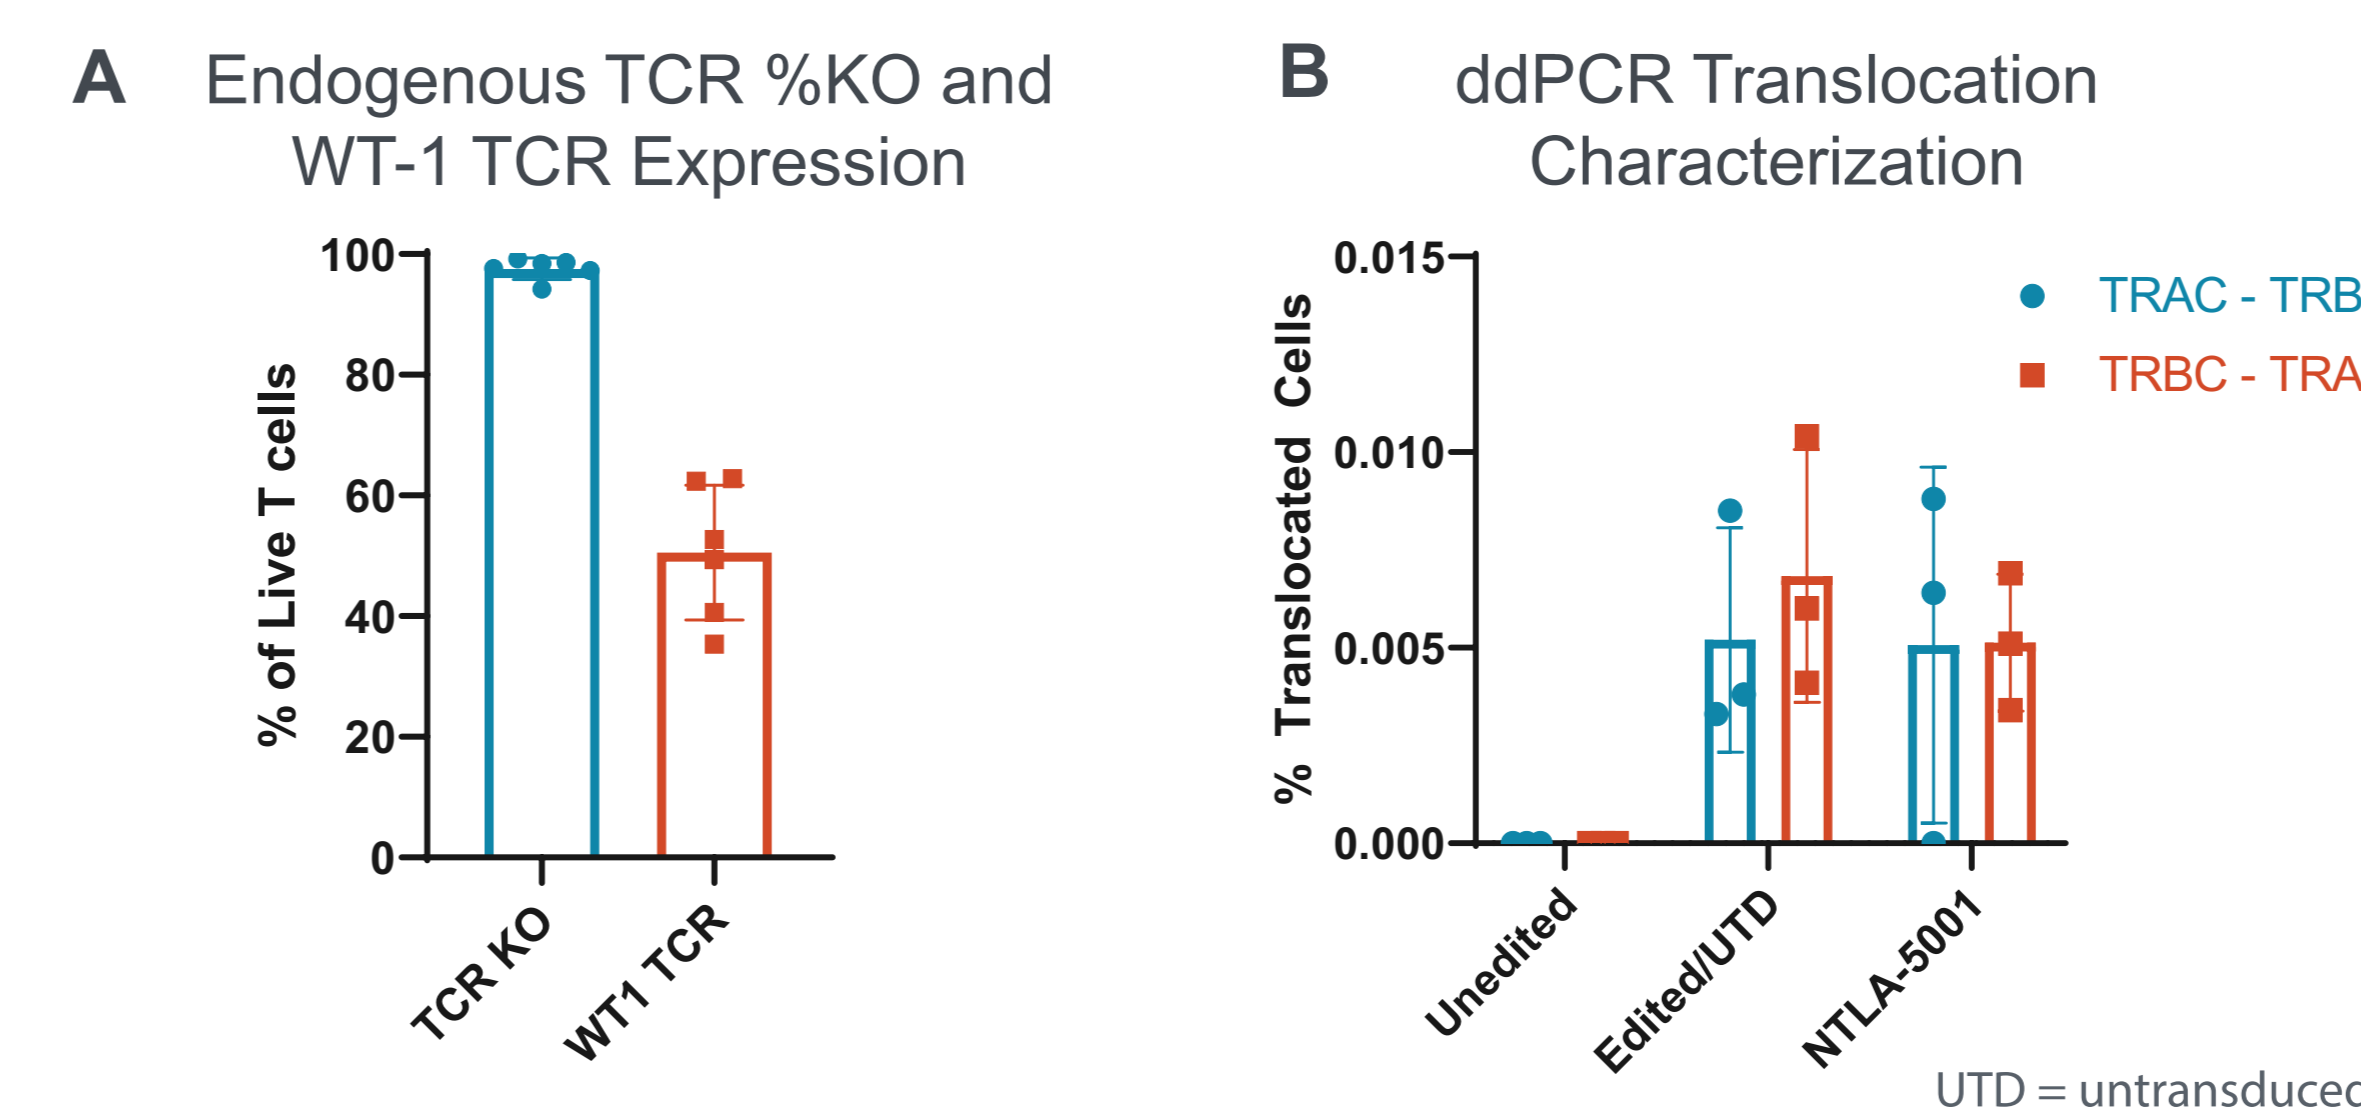 A
Endogenous TCR %KO and
WT-1 TCR Expression
% of Live T cells
100
80
60
40
20
0
TCR KO
WT1 TCR
B
ddPCR Translocation
Characterization
% Translocated Cells
0.015
0.010
0.005
0.000
Unedited
Edited/UTD
NTLA-5001
TRAC - TRB
TRBC - TRA
UTD = untransduced